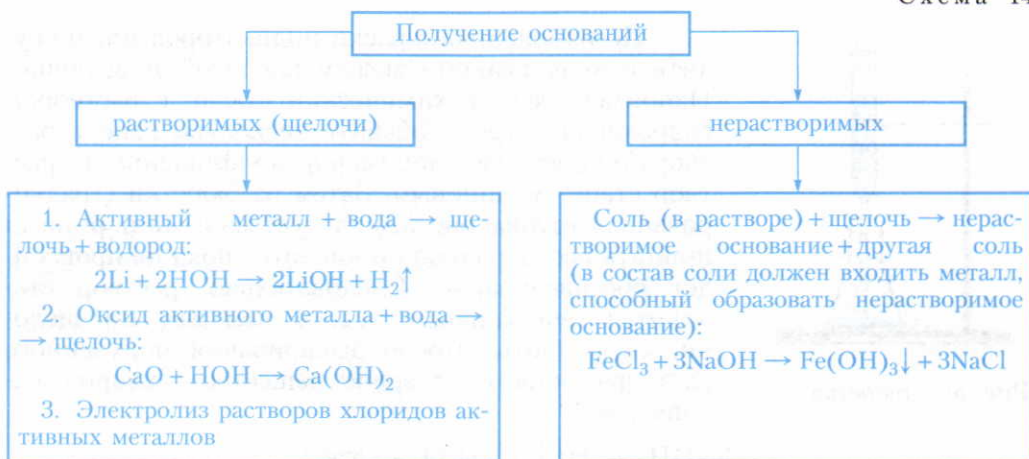 Схема 14
Получение оснований
растворимых (щелочи)
нерастворимых
1. Активный металл + вода → ще-
лочь + водород:
2Li + 2HOH → 2LiOH + H₂↑
2. Оксид активного металла + вода →
→ щелочь:
CaO + HOH → Ca(OH)₂
3. Электролиз растворов хлоридов ак-
тивных металлов
Соль (в растворе) + щелочь → нерас-
творимое основание + другая соль
(в состав соли должен входить металл,
способный образовать нерастворимое
основание):
FeCl₃ + 3NaOH → Fe(OH)₃↓ + 3NaCl